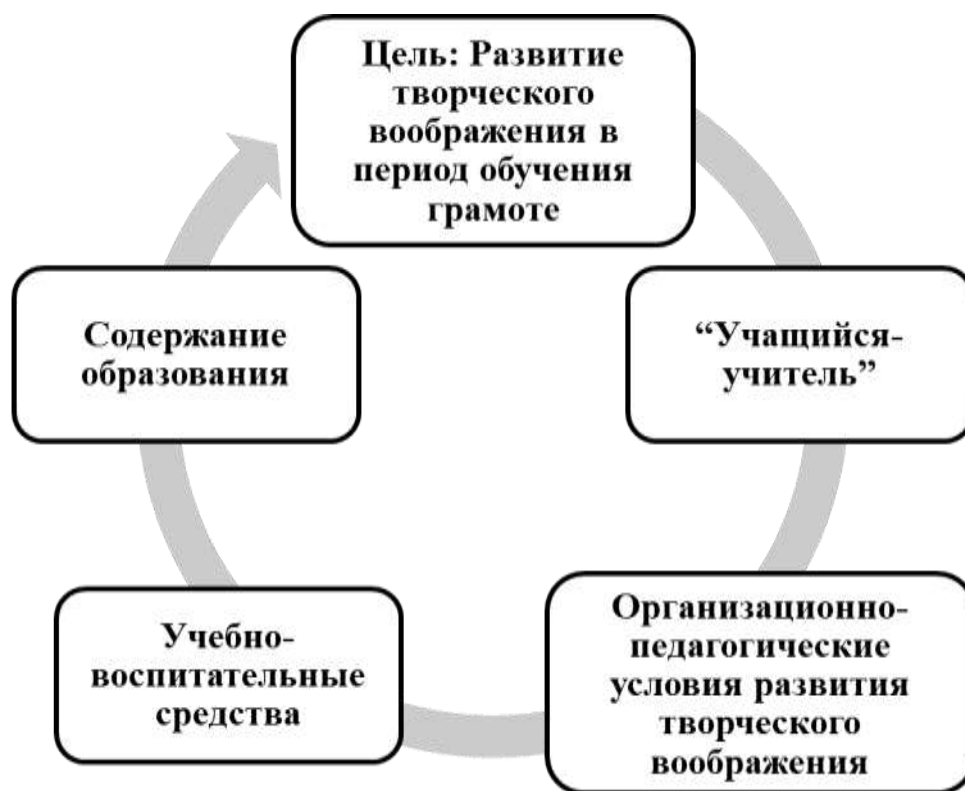 Цель: Развитие
творческого
воображения в
период обучения
грамоте
“Учащийся-
учитель”
Организационно-
педагогические
условия развития
творческого
воображения
Учебно-
воспитательные
средства
Содержание
образования